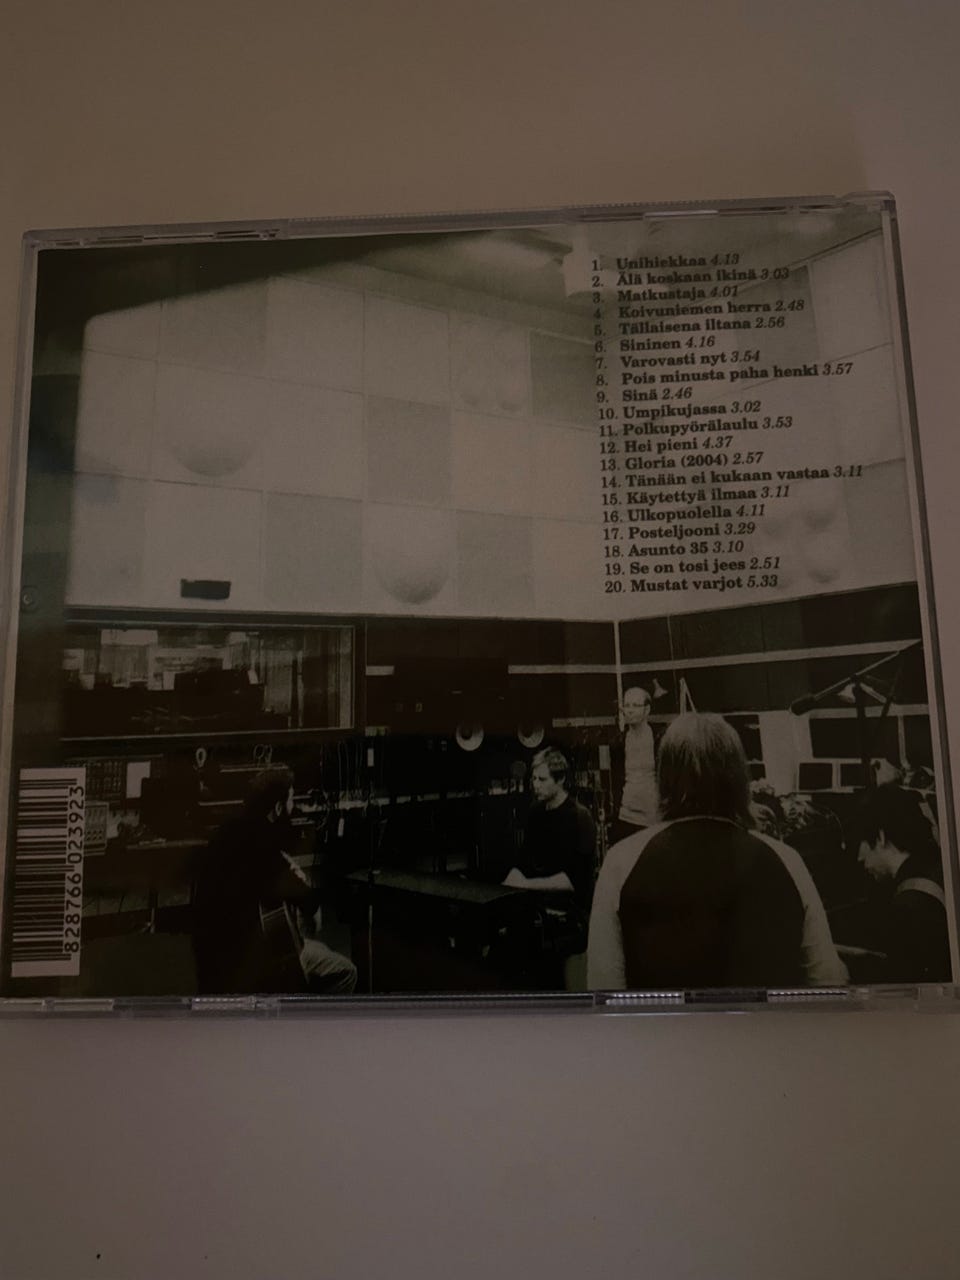 1. Unihiekkaa 4.13
2. Älä koskaan ikinä 3.03
3. Matkustaja 4.01
4. Koivuniemen herra 2.48
5. Tällaisena iltana 2.56
6. Sininen 4.16
7. Varovasti nyt 3.54
8. Pois minusta paha henki 3.57
9. Sinä 2.46
10. Umpikujassa 3.02
11. Polkupyörälaulu 3.53
12. Hei pieni 4.37
13. Gloria (2004) 2.57
14. Tänään ei kukaan vastaa 3.11
15. Käytettyä ilmaa 3.11
16. Ulkopuolella 4.11
17. Posteljooni 3.29
18. Asunto 35 3.10
19. Se on tosi jees 2.51
20. Mustat varjot 5.33
828766 023923